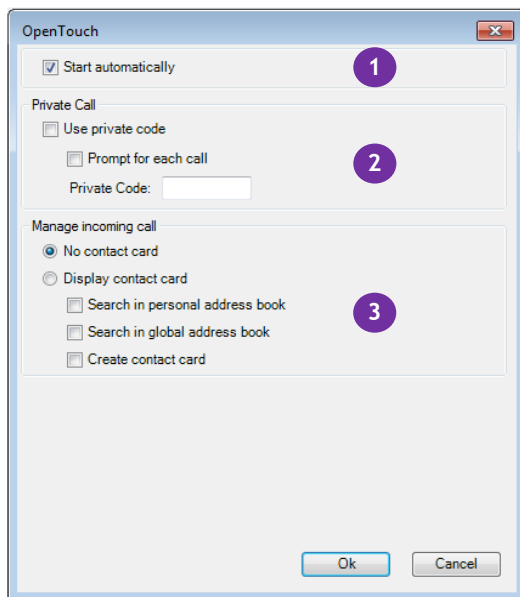 OpenTouch
Start automatically
1
Private Call
Use private code
Prompt for each call
2
Private Code:
Manage incoming call
No contact card
Display contact card
Search in personal address book
3
Search in global address book
Create contact card
Ok Cancel